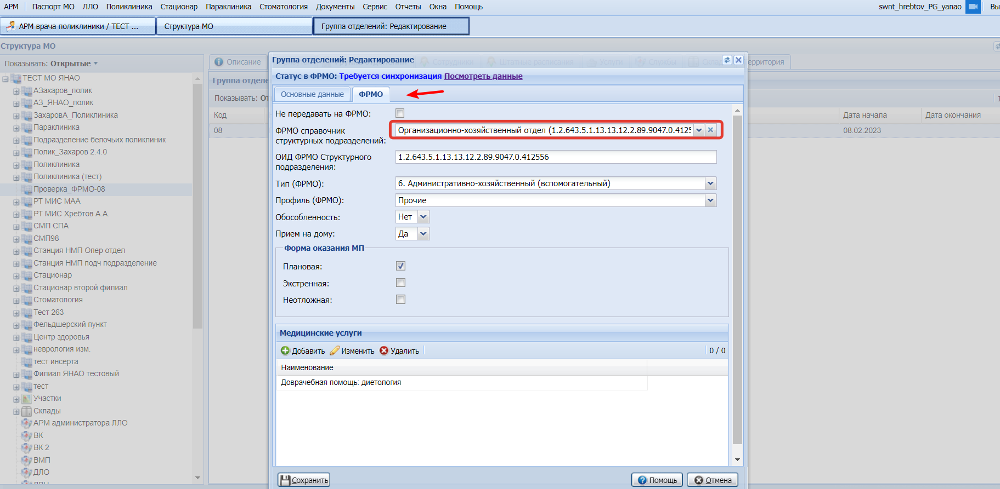 АРМ Паспорт МО ЛЛО Поликлиника Стационар Параклиника Стоматология Документы Сервис Отчеты Окна Помощь swnt_hrebtov_PG_yanao Вы
АРМ врача поликлиники / ТЕСТ ... Структура МО Группа отделений: Редактирование
Структура МО
Показывать: Открытые
ТЕСТ МО ЯНАО
АЗахаров_полик
АЗ_ЯНАО_полик
ЗахаровА_Поликлиника
Параклиника
Подразделение белочьих поликлиник
Полик_Захаров 2.4.0
Поликлиника
Поликлиника (тест)
Проверка_ФРМО-08
РТ МИС МАА
РТ МИС Хребтов А.А.
СМП СПА
СМП98
Станция НМП Опер отдел
Станция НМП подч подразделение
Стационар
Стационар второй филиал
Стоматология
Тест 263
Фельдшерский пункт
Центр здоровья
неврология изм.
тест инсерта
Филиал ЯНАО тестовый
тест
Участки
Склады
АРМ администратора ЛЛО
ВК
ВК 2
ВМП
ДЛО
Описание Сотрудники Штатные расписания Услуги Службы Скла ерритория
Группа отделе
Показывать: От
Код Дата начала Дата окончания
08 08.02.2023
Группа отделений: Редактирование
Статус в ФРМО: Требуется синхронизация Посмотреть данные
Основные данные ФРМО
Не передавать на ФРМО:
ФРМО справочник структурных подразделений: Организационно-хозяйственный отдел (1.2.643.5.1.13.13.12.2.89.9047.0.4125
ОИД ФРМО Структурного подразделения: 1.2.643.5.1.13.13.12.2.89.9047.0.412556
Тип (ФРМО): 6. Административно-хозяйственный (вспомогательный)
Профиль (ФРМО): Прочие
Обособленность: Нет
Прием на дому: Да
Форма оказания МП
Плановая:
Экстренная:
Неотложная:
Медицинские услуги
Добавить Изменить Удалить 0 / 0
Наименование
Доврачебная помощь: диетология
Сохранить Помощь Отмена